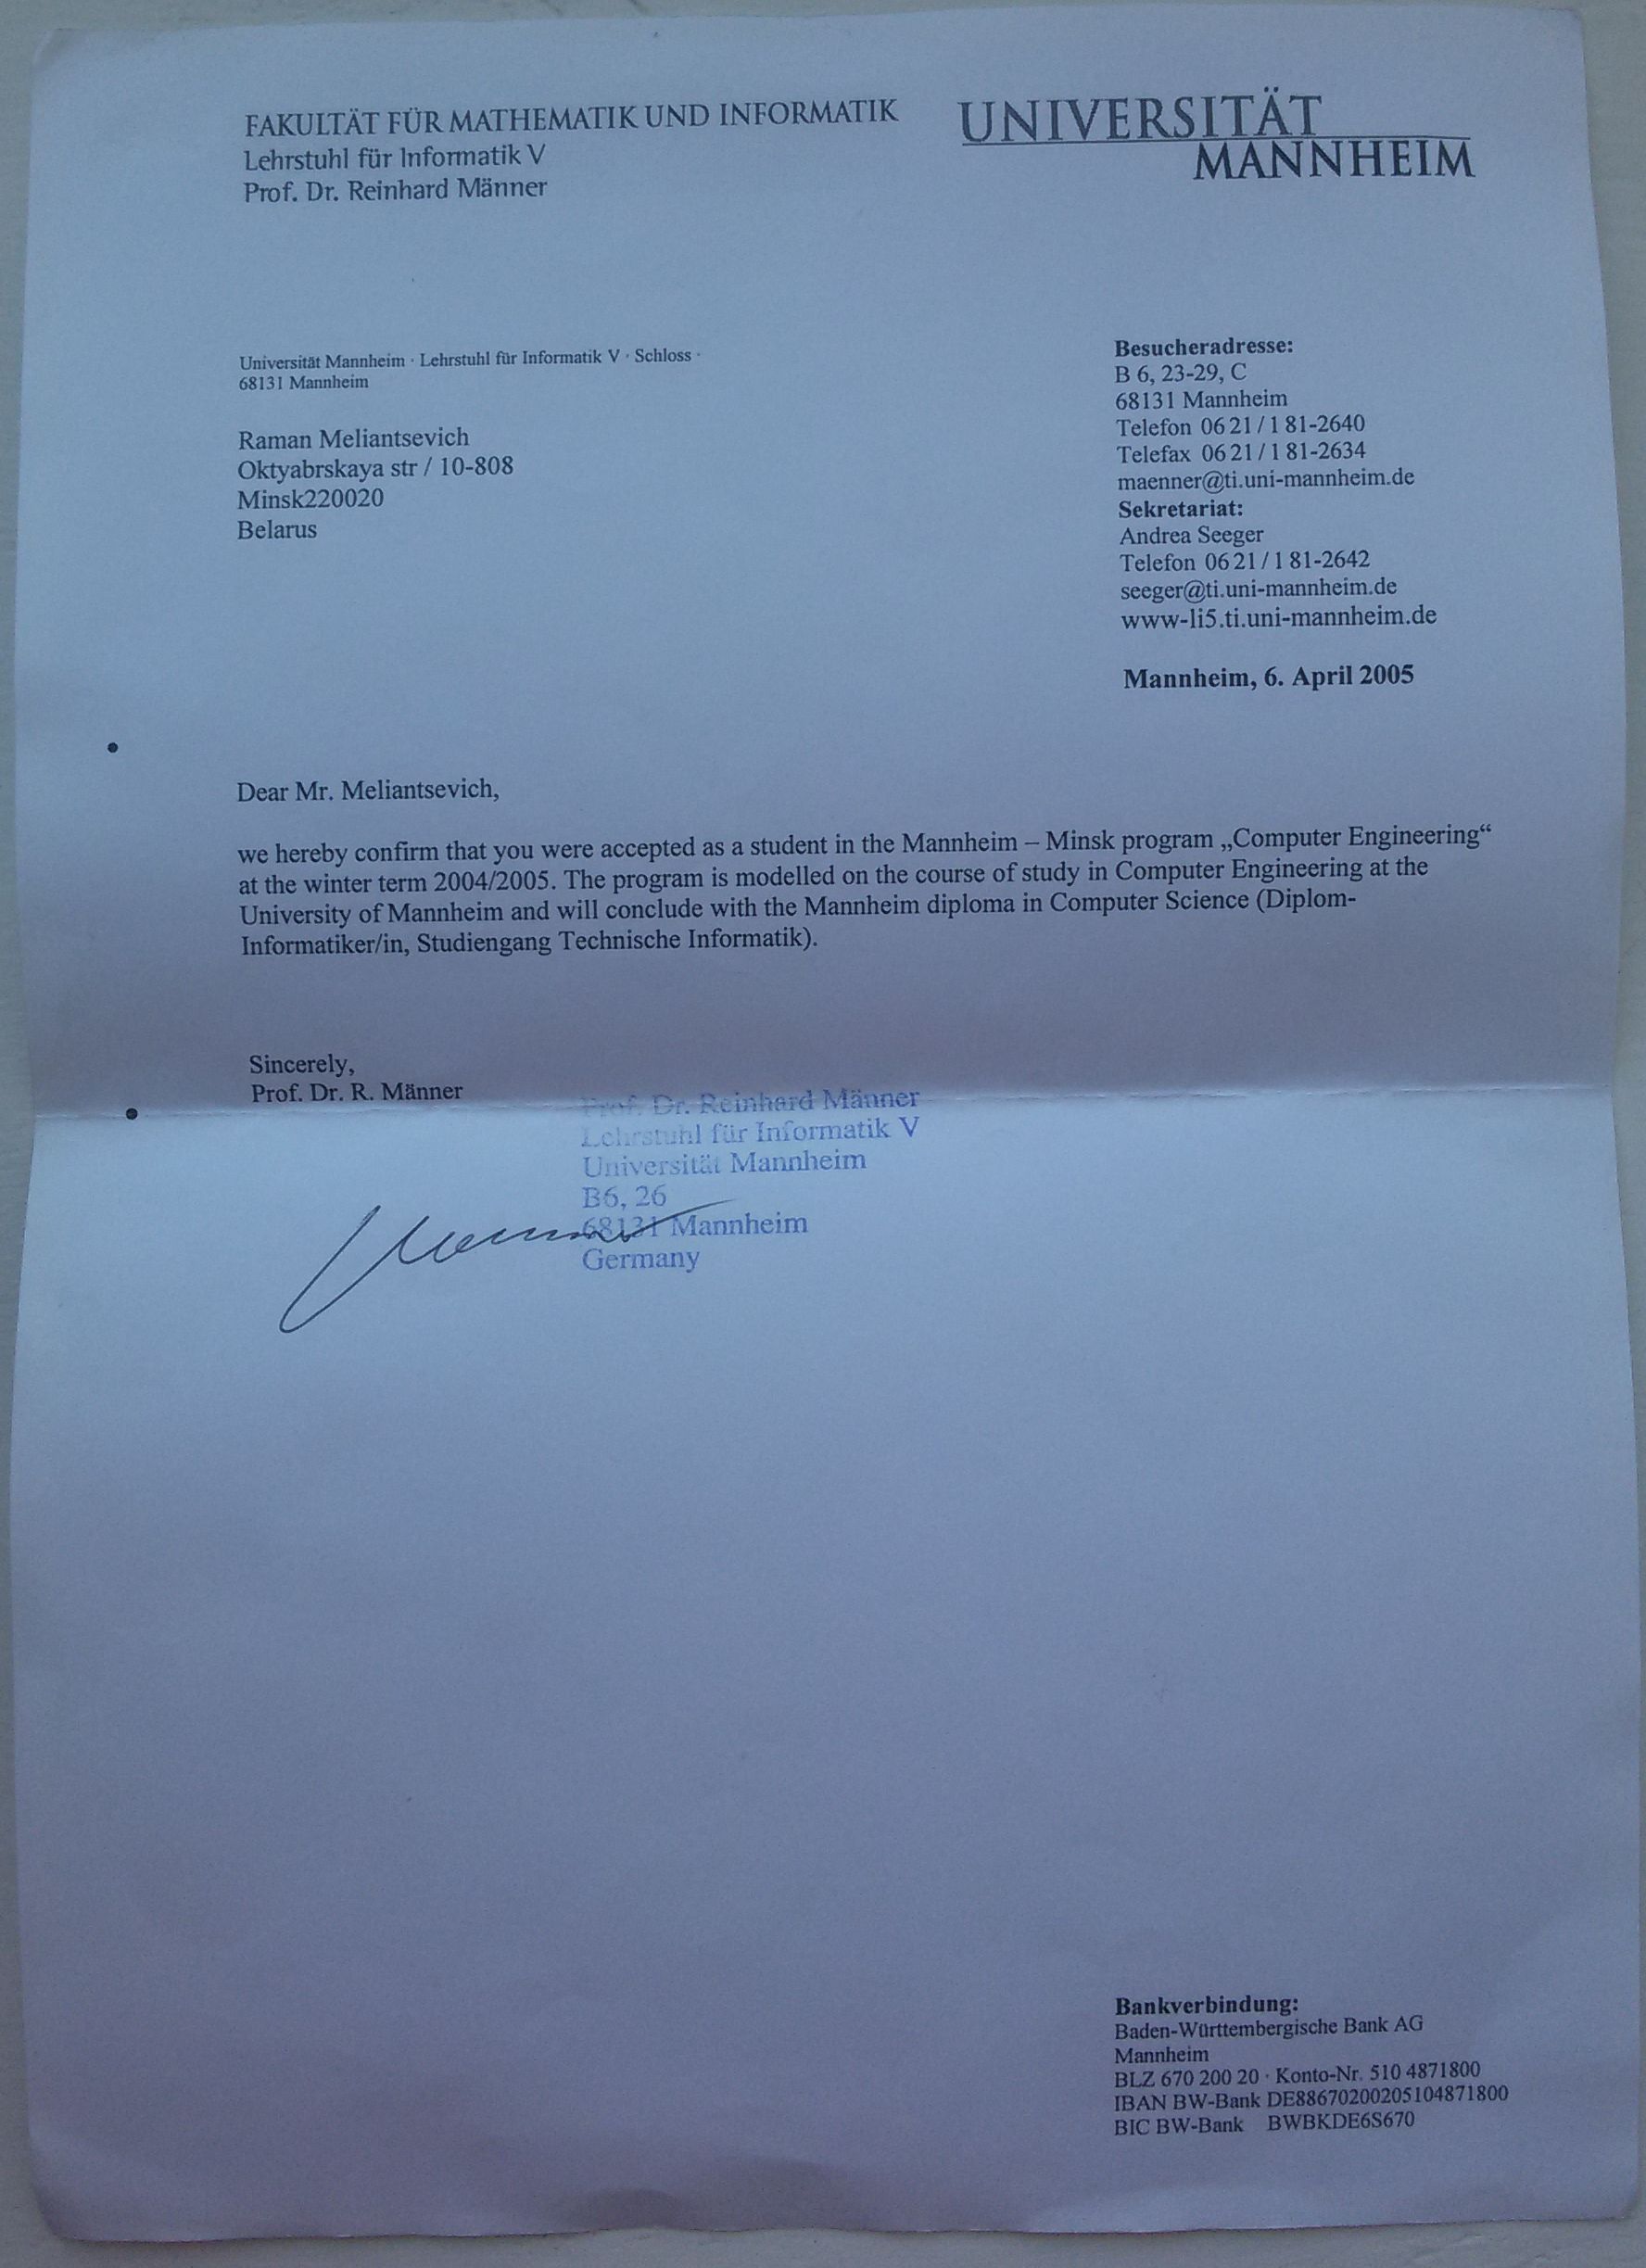 FAKULTÄT FÜR MATHEMATIK UND INFORMATIK
Lehrstuhl für Informatik V
Prof. Dr. Reinhard Männer
UNIVERSITÄT
MANNHEIM
Universität Mannheim · Lehrstuhl für Informatik V · Schloss ·
68131 Mannheim
Raman Meliantsevich
Oktyabrskaya str / 10-808
Minsk220020
Belarus
Besucheradresse:
B 6, 23-29, C
68131 Mannheim
Telefon 06 21 / 1 81-2640
Telefax 06 21 / 1 81-2634
maenner@ti.uni-mannheim.de
Sekretariat:
Andrea Seeger
Telefon 06 21 / 1 81-2642
seeger@ti.uni-mannheim.de
www-li5.ti.uni-mannheim.de
Mannheim, 6. April 2005
Dear Mr. Meliantsevich,
we hereby confirm that you were accepted as a student in the Mannheim – Minsk program „Computer Engineering“
at the winter term 2004/2005. The program is modelled on the course of study in Computer Engineering at the
University of Mannheim and will conclude with the Mannheim diploma in Computer Science (Diplom-
Informatiker/in, Studiengang Technische Informatik).
Sincerely,
Prof. Dr. R. Männer
Prof. Dr. Reinhard Männer
Lehrstuhl für Informatik V
Universität Mannheim
B6, 26
68131 Mannheim
Germany
Bankverbindung:
Baden-Württembergische Bank AG
Mannheim
BLZ 670 200 20 · Konto-Nr. 510 4871800
IBAN BW-Bank DE88670200205104871800
BIC BW-Bank BWBKDE6S670